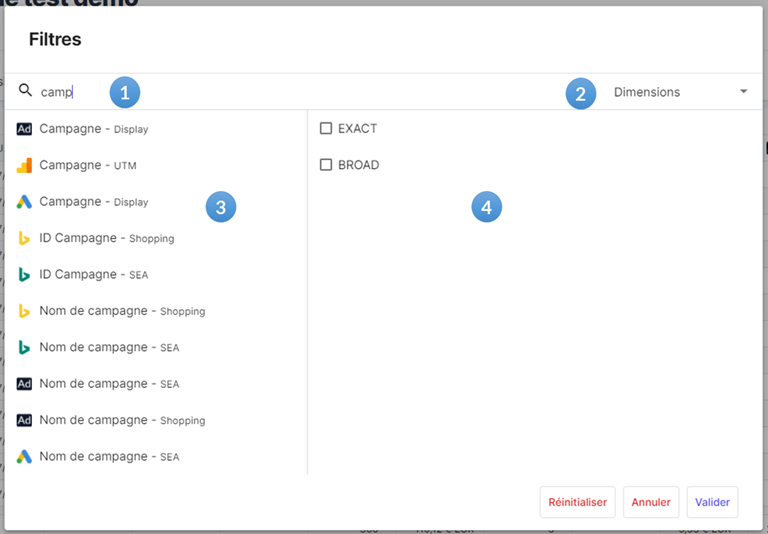 Filtres
camp 1 2 Dimensions
Ad Campagne - Display
Campagne - UTM
Campagne - Display
ID Campagne - Shopping
ID Campagne - SEA
Nom de campagne - Shopping
Nom de campagne - SEA
Ad Nom de campagne - SEA
Ad Nom de campagne - Shopping
Nom de campagne - SEA
3
EXACT
BROAD
4
Réinitialiser Annuler Valider